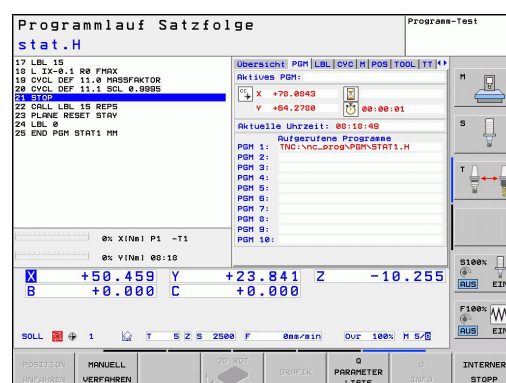 Programmlauf Satzfolge
Programm-Test
stat.H
17 LBL 15
18 L IX-0.1 R0 FMAX
19 CYCL DEF 11.0 MASSFAKTOR
20 CYCL DEF 11.1 SCL 0.9995
21 STOP
22 CALL LBL 15 REP5
23 PLANE RESET STAY
24 LBL 0
25 END PGM STAT1 MM
Übersicht PGM LBL CYC M POS TOOL TT
Aktives PGM:
CC X +78.0843
Y +64.2780 00:00:01
Aktuelle Uhrzeit: 08:18:49
Aufgerufene Programme
PGM 1: TNC:\nc_prog\PGM\STAT1.H
PGM 2:
PGM 3:
PGM 4:
PGM 5:
PGM 6:
PGM 7:
PGM 8:
PGM 9:
PGM 10:
0% X[Nm] P1 -T1
0% Y[Nm] 08:18
X +50.459 Y +23.841 Z -10.255
B +0.000 C +0.000
SOLL 1 T 5 Z S 2500 F 0mm/min Ovr 100% M 5/8
M
S
T
S100%
AUS EIN
F100%
AUS EIN
POSITION ANFAHREN
MANUELL VERFAHREN
3D ROT
GRAFIK
Q PARAMETER LISTE
Q INFO
INTERNER STOPP